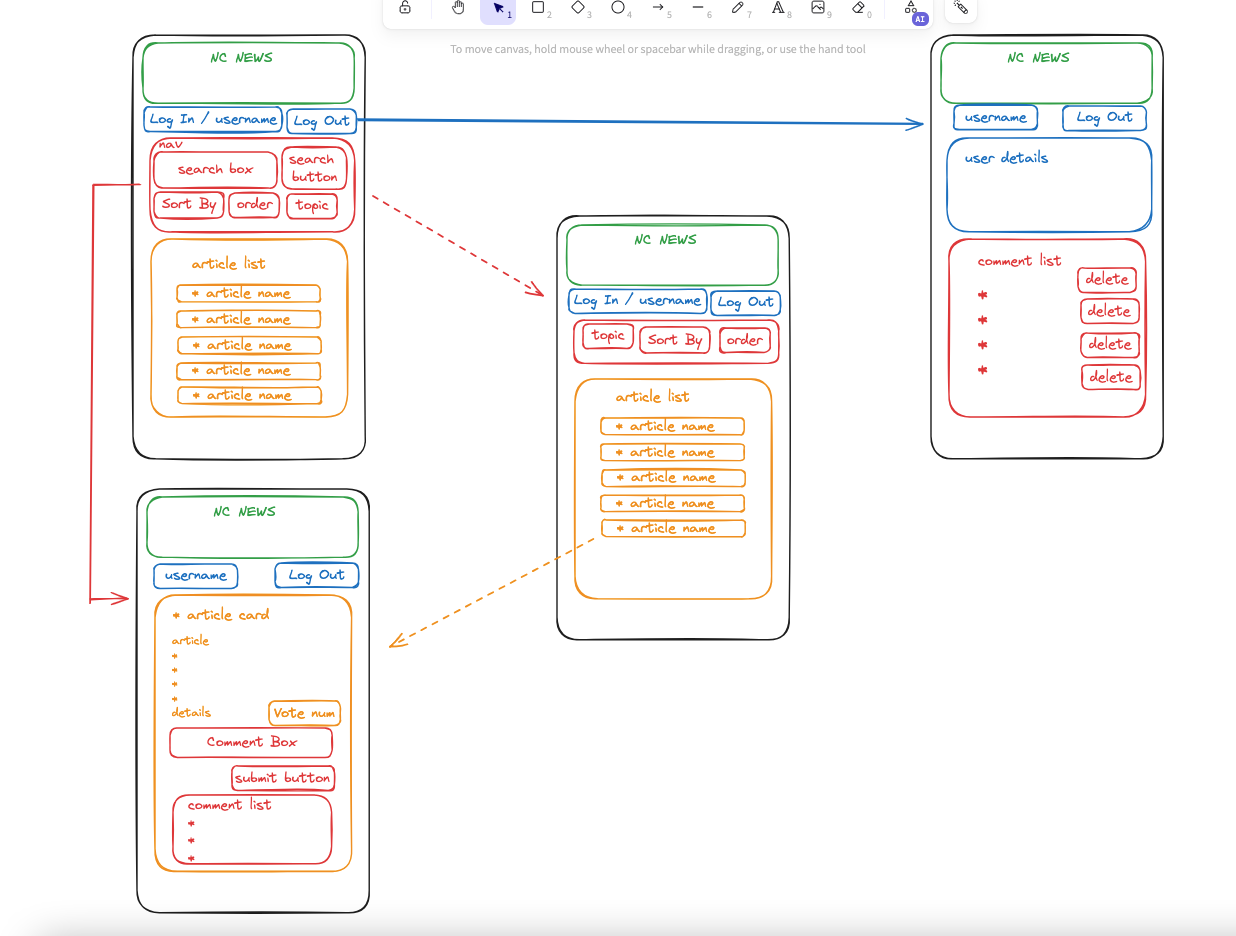 1
2
3
4
5
6
7
8
9
0
AI
To move canvas, hold mouse wheel or spacebar while dragging, or use the hand tool
NC NEWS
Log In / username
Log Out
nav
search box
search
button
Sort By
order
topic
article list
* article name
* article name
* article name
* article name
* article name
NC NEWS
username
Log Out
* article card
article
*
*
*
*
details
Vote num
Comment Box
submit button
comment list
*
*
*
NC NEWS
Log In / username
Log Out
topic
Sort By
order
article list
* article name
* article name
* article name
* article name
* article name
NC NEWS
username
Log Out
user details
comment list
delete
*
delete
*
*
delete
*
delete